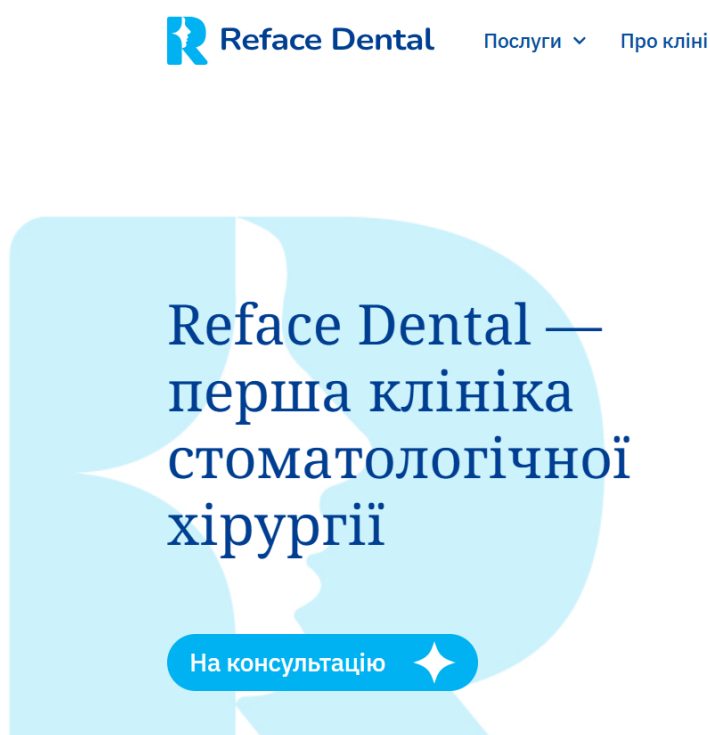 Reface Dental
Послуги
Про кліні
Reface Dental —
перша клініка
стоматологічної
хірургії
На консультацію